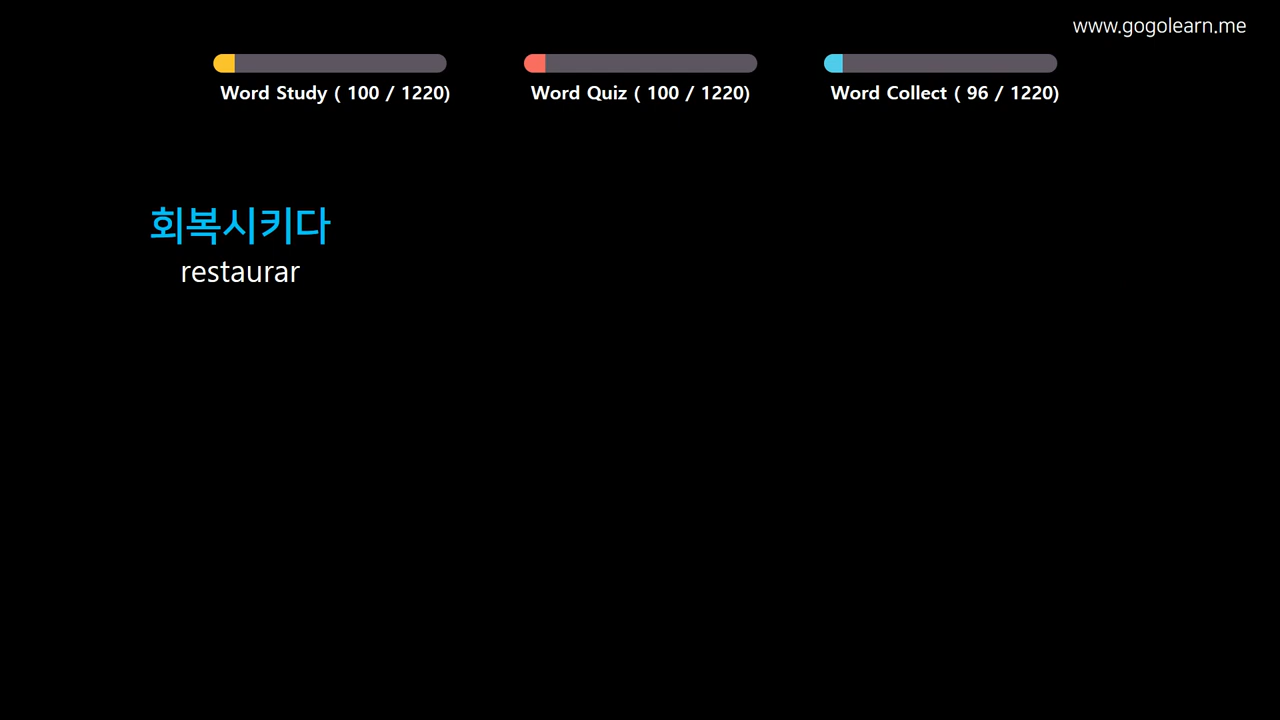 www.gogolearn.me
Word Study ( 100 / 1220)
Word Quiz ( 100 / 1220)
Word Collect ( 96 / 1220)
회복시키다
restaurar